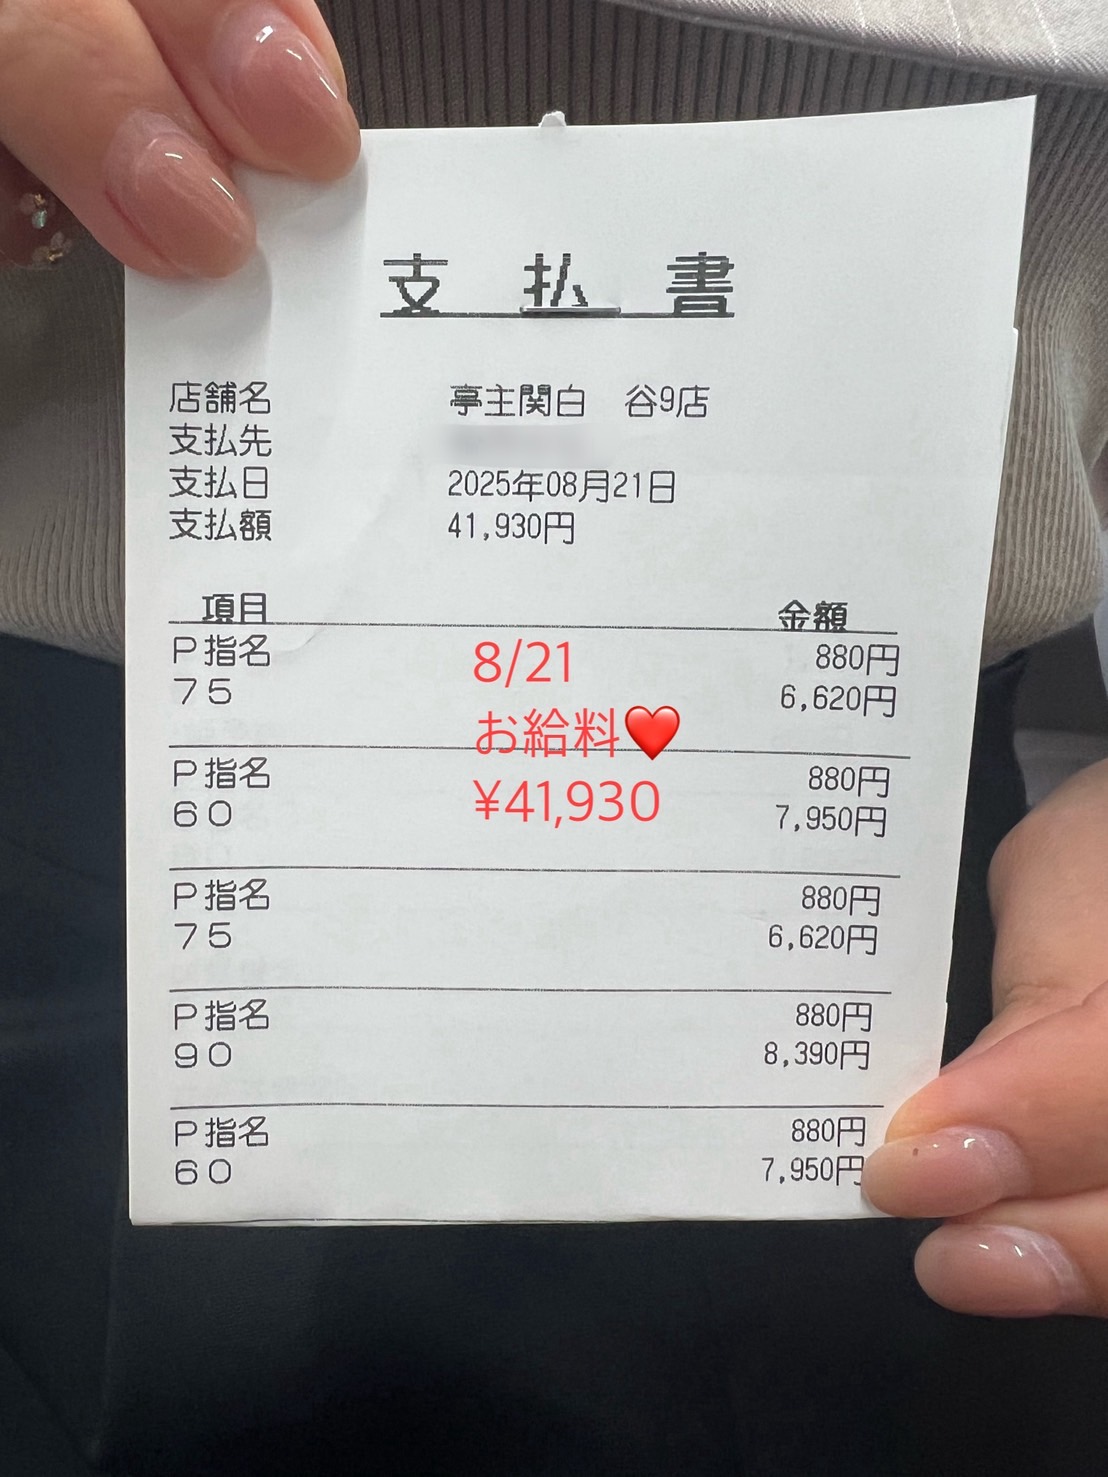 支払書
店舗名 亭主関白 谷9店
支払先
支払日 2025年08月21日
支払額 41,930円
項目 金額
P指名 880円
75 6,620円
8/21
お給料❤️
¥41,930
P指名 880円
60 7,950円
P指名 880円
75 6,620円
P指名 880円
90 8,390円
P指名 880円
60 7,950円